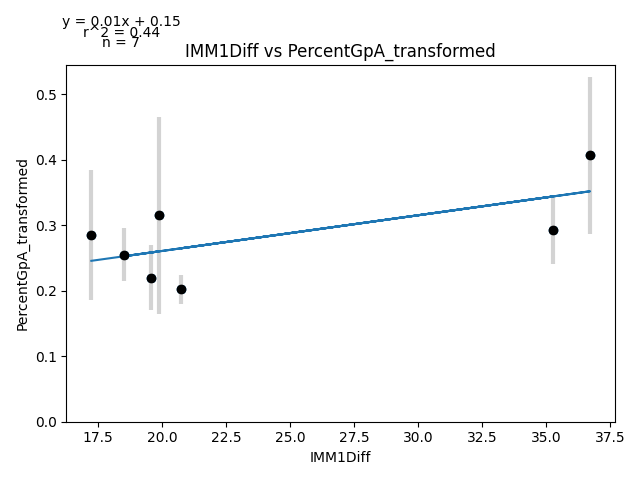 y = 0.01x + 0.15
r^2 = 0.44
n = 7
IMM1Diff vs PercentGpA_transformed
PercentGpA_transformed
0.5
0.4
0.3
0.2
0.1
0.0
17.5 20.0 22.5 25.0 27.5 30.0 32.5 35.0 37.5
IMM1Diff